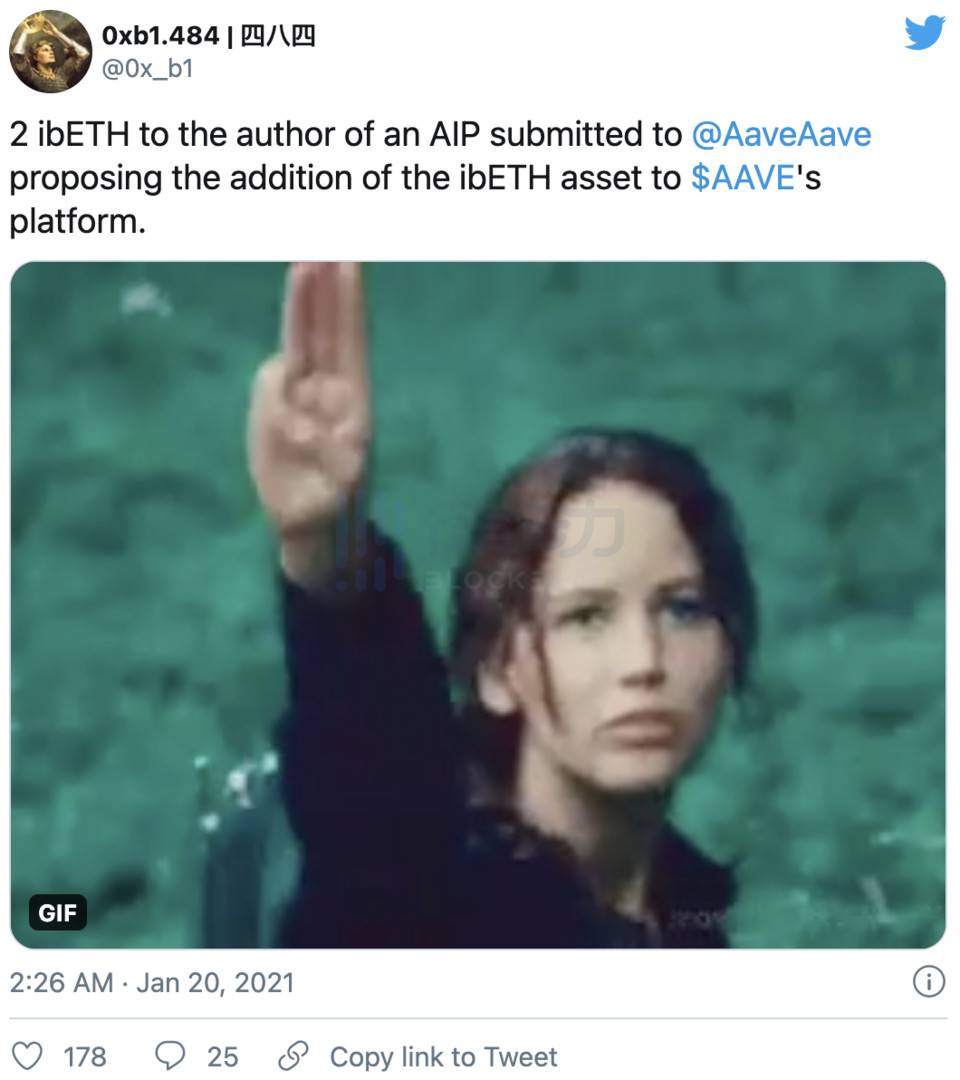 0xb1.484 | 四八四
@0x_b1
2 ibETH to the author of an AIP submitted to @AaveAave
proposing the addition of the ibETH asset to $AAVE's
platform.
BLOCKS
GIF
2:26 AM · Jan 20, 2021
178 25 Copy link to Tweet